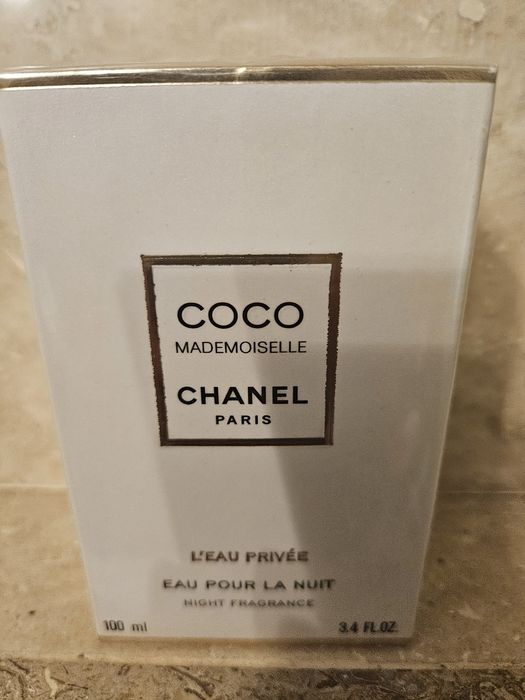 COCO
MADEMOISELLE
CHANEL
PARIS
L'EAU PRIVÉE
EAU POUR LA NUIT
NIGHT FRAGRANCE
100 ml 3.4 FL.OZ.